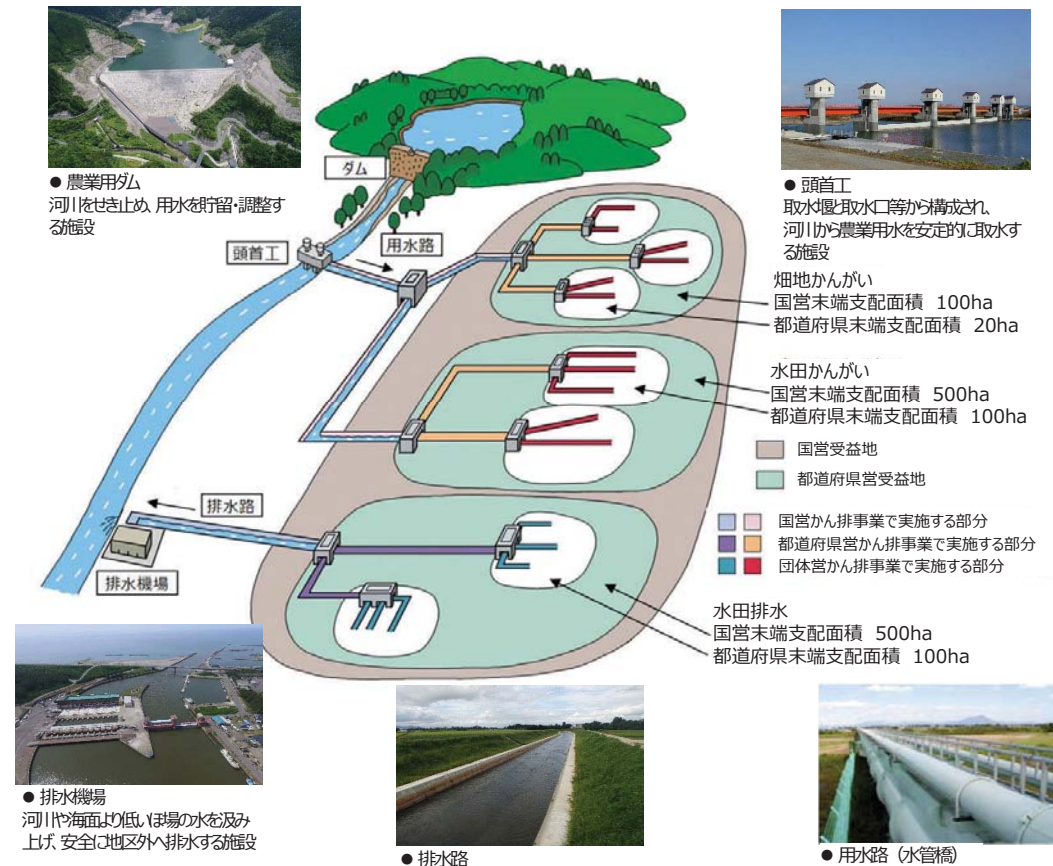 ● 農業用ダム
河川をせき止め、用水を貯留・調整す
る施設
● 頭首工
取水堰と取水口等から構成され、
河川から農業用水を安定的に取水す
る施設
ダム
用水路
頭首工
畑地かんがい
国営末端支配面積 100ha
都道府県末端支配面積 20ha
水田かんがい
国営末端支配面積 500ha
都道府県末端支配面積 100ha
国営受益地
都道府県営受益地
国営かん排事業で実施する部分
都道府県営かん排事業で実施する部分
団体営かん排事業で実施する部分
排水路
排水機場
水田排水
国営末端支配面積 500ha
都道府県末端支配面積 100ha
● 排水機場
河川や海面より低いほ場の水を汲み
上げ、安全に地区外へ排水する施設
● 排水路
● 用水路（水管橋）